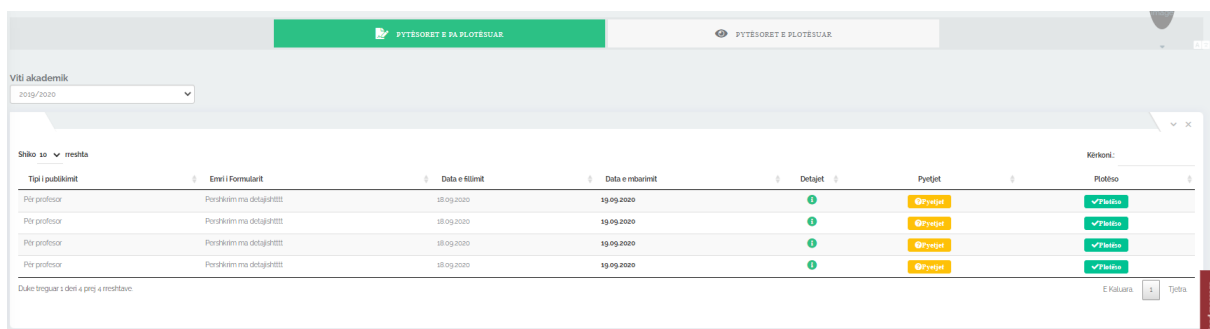 PYTËSORET E PA PLOTËSUAR PYTËSORET E PLOTËSUAR
Viti akademik
2019/2020
Shiko 10 rreshta Kërkoni.:
Tipi i publikimit Emri i Formularit Data e fillimit Data e mbarimit Detajet Pyetjet Plotëso
Për profesor Pershkrim ma detajishtttt 18.09.2020 19.09.2020 Pyetjet Plotëso
Për profesor Pershkrim ma detajishtttt 18.09.2020 19.09.2020 Pyetjet Plotëso
Për profesor Pershkrim ma detajishtttt 18.09.2020 19.09.2020 Pyetjet Plotëso
Për profesor Pershkrim ma detajishtttt 18.09.2020 19.09.2020 Pyetjet Plotëso
Duke treguar 1 deri 4 prej 4 rreshtave E Kaluara 1 Tjetra